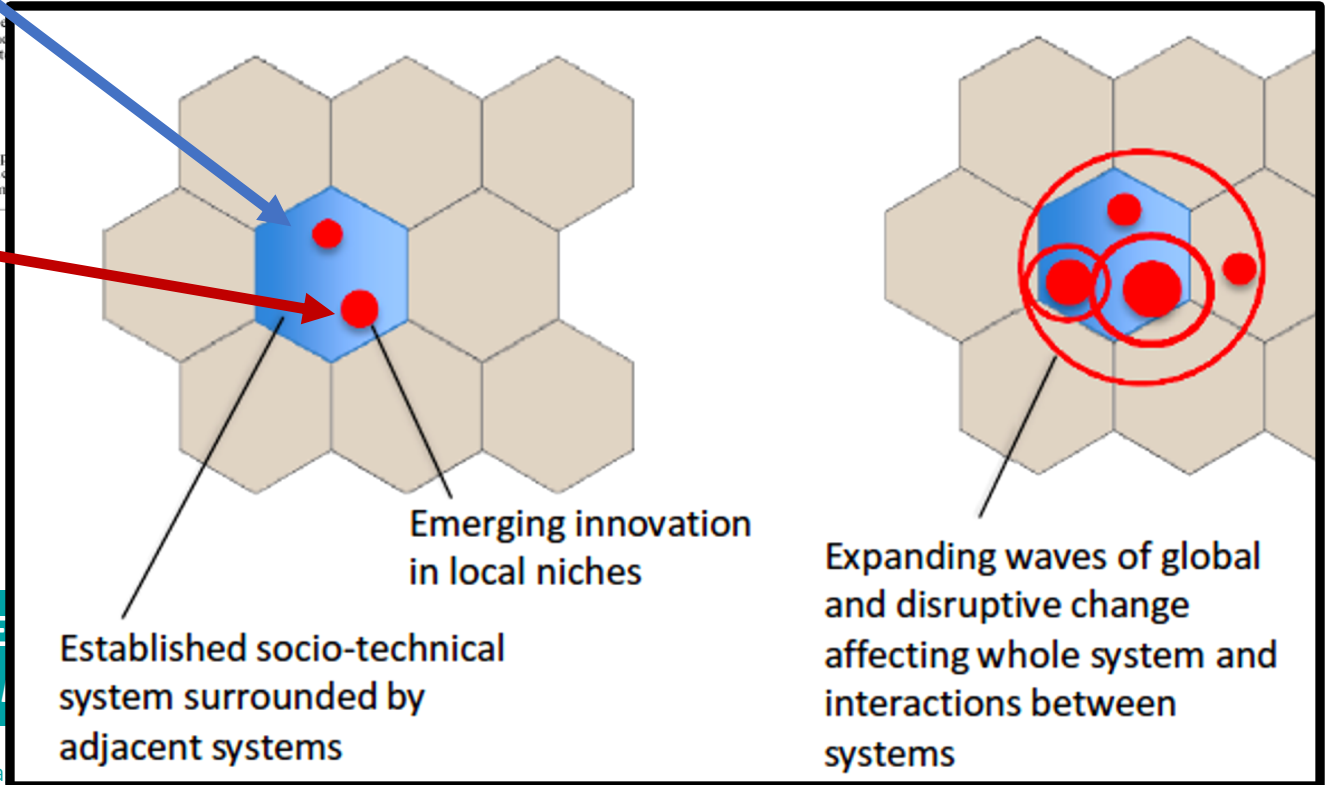 Emerging innovation
in local niches
Established socio-technical
system surrounded by
adjacent systems
Expanding waves of global
and disruptive change
affecting whole system and
interactions between
systems